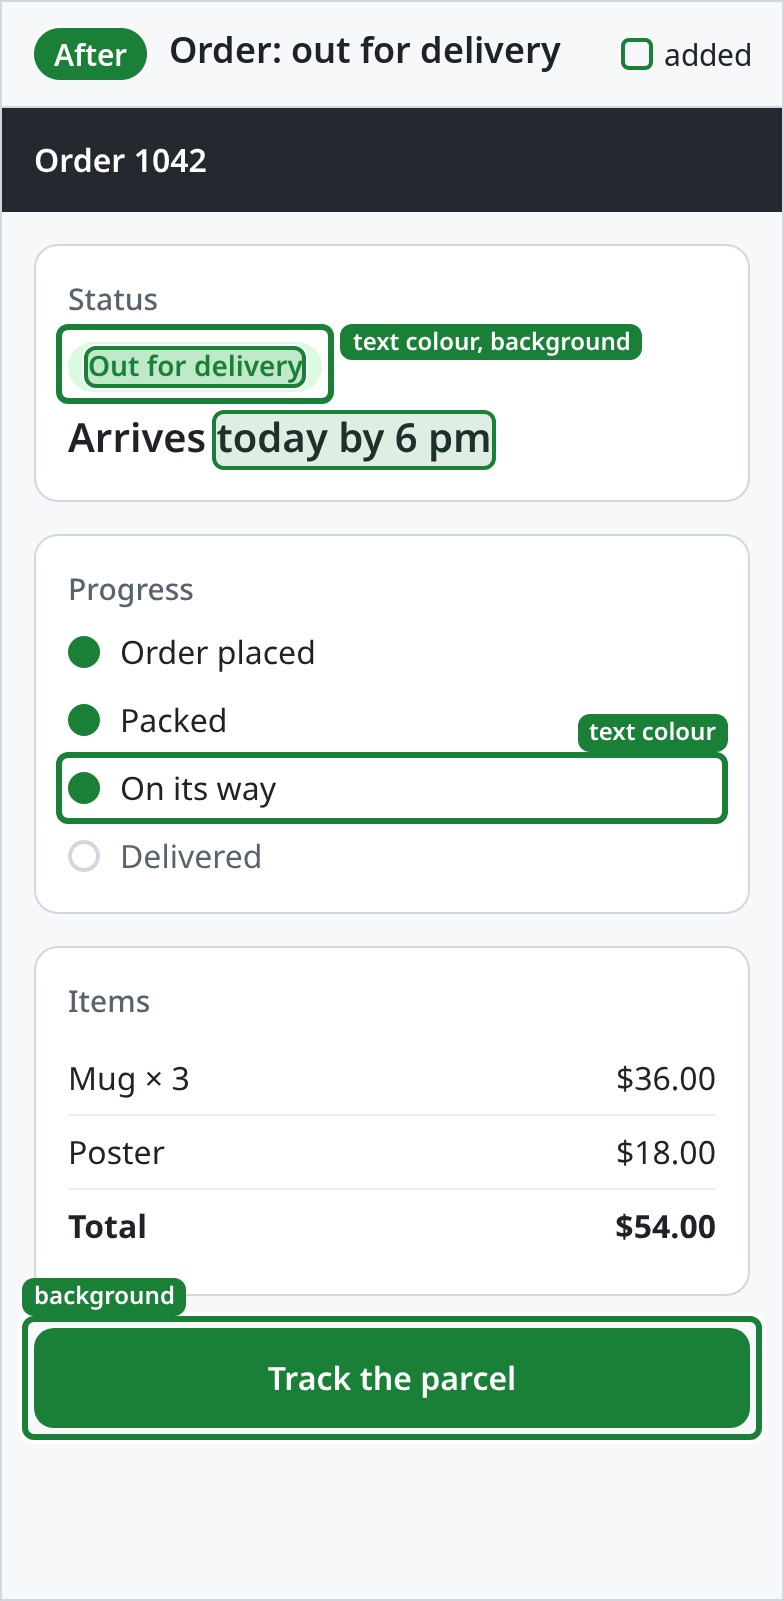 After Order: out for delivery added
Order 1042
Status
Out for delivery text colour, background
Arrives today by 6 pm
Progress
Order placed
Packed
text colour
On its way
Delivered
Items
Mug × 3 $36.00
Poster $18.00
Total $54.00
background
Track the parcel